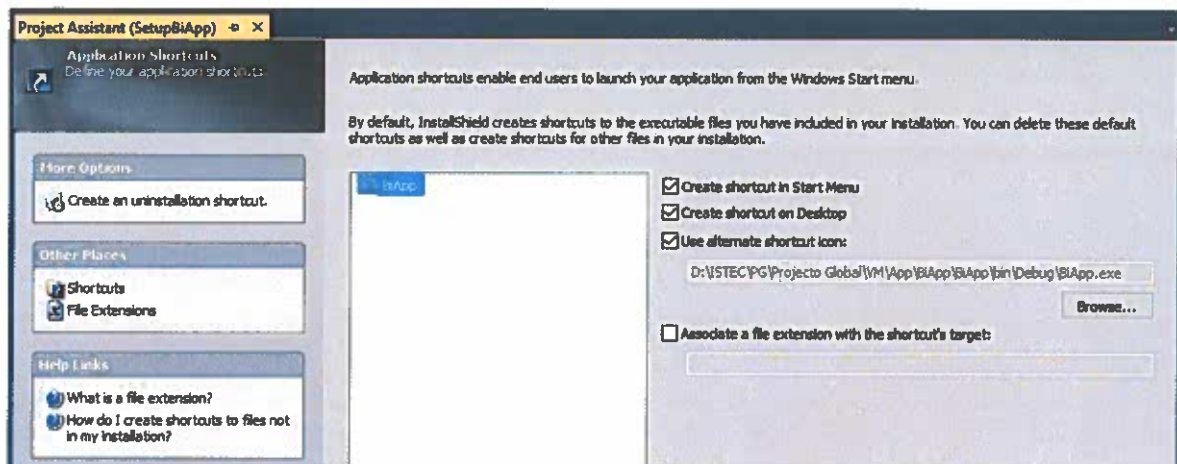 Project Assistant (SetupBiApp)
Application Shortcuts
Define your application shortcuts
Application shortcuts enable end users to launch your application from the Windows Start menu.
By default, InstallShield creates shortcuts to the executable files you have included in your installation. You can delete these default
shortcuts as well as create shortcuts for other files in your installation.
More Options
Create an uninstallation shortcut.
Other Places
Shortcuts
File Extensions
Help Links
What is a file extension?
How do I create shortcuts to files not
in my installation?
BiApp
Create shortcut in Start Menu
Create shortcut on Desktop
Use alternate shortcut icon:
D:\ISTEC\PG\Projecto Global\VM\App\BiApp\BiApp\bin\Debug\BiApp.exe
Browse...
Associate a file extension with the shortcut's target: